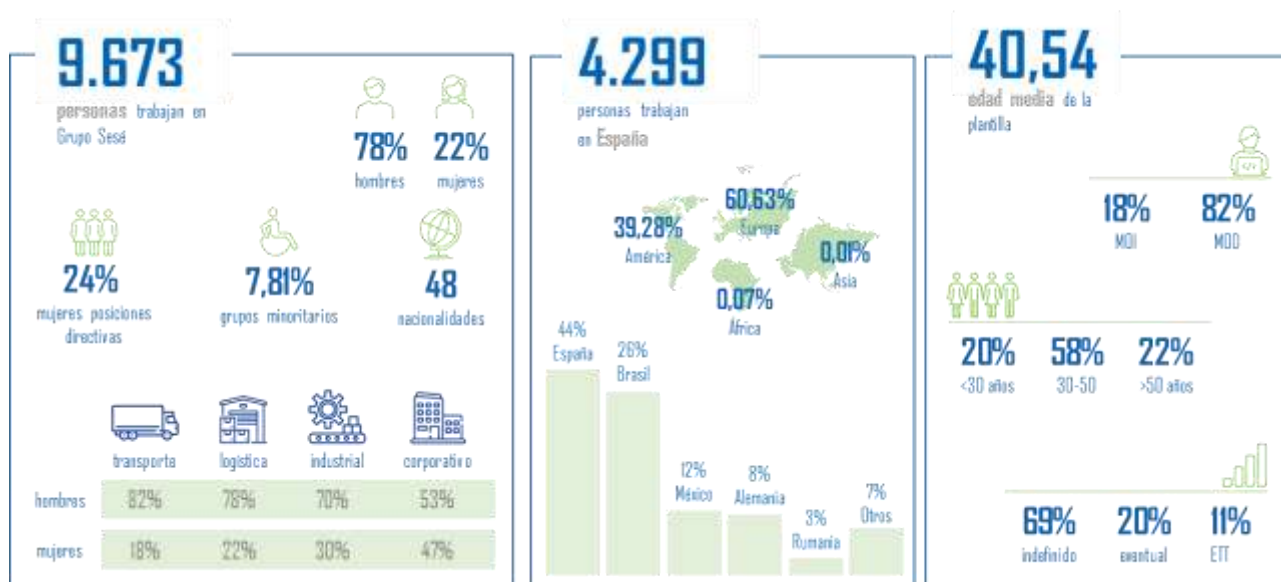 9.673
personas trabajan en
Grupo Sesé
78% 22%
hombres mujeres
24% 7,81% 48
mujeres posiciones grupos minoritarios nacionalidades
directivas
transporte logística industrial corporativo
hombres 82% 78% 70% 53%
mujeres 18% 22% 30% 47%
4.299
personas trabajan
en España
60,63%
Europa
39,28%
América
0,01%
Asia
0,07%
África
44%
España
26%
Brasil
12%
México
8%
Alemania
3%
Rumania
7%
Otros
40,54
edad media de la
plantilla
18% 82%
MOI MOD
20% 58% 22%
<30 años 30-50 >50 años
69% 20% 11%
indefinido eventual ETT